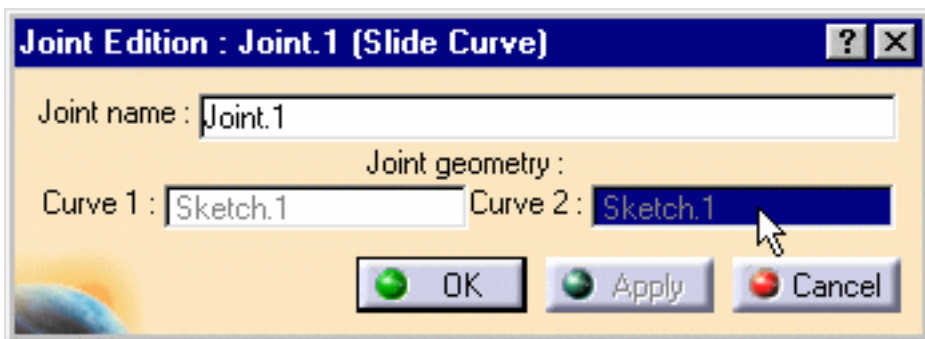 Joint Edition : Joint.1 (Slide Curve) ? X
Joint name : Joint.1
Joint geometry :
Curve 1 : Sketch.1 Curve 2 : Sketch.1
OK Apply Cancel